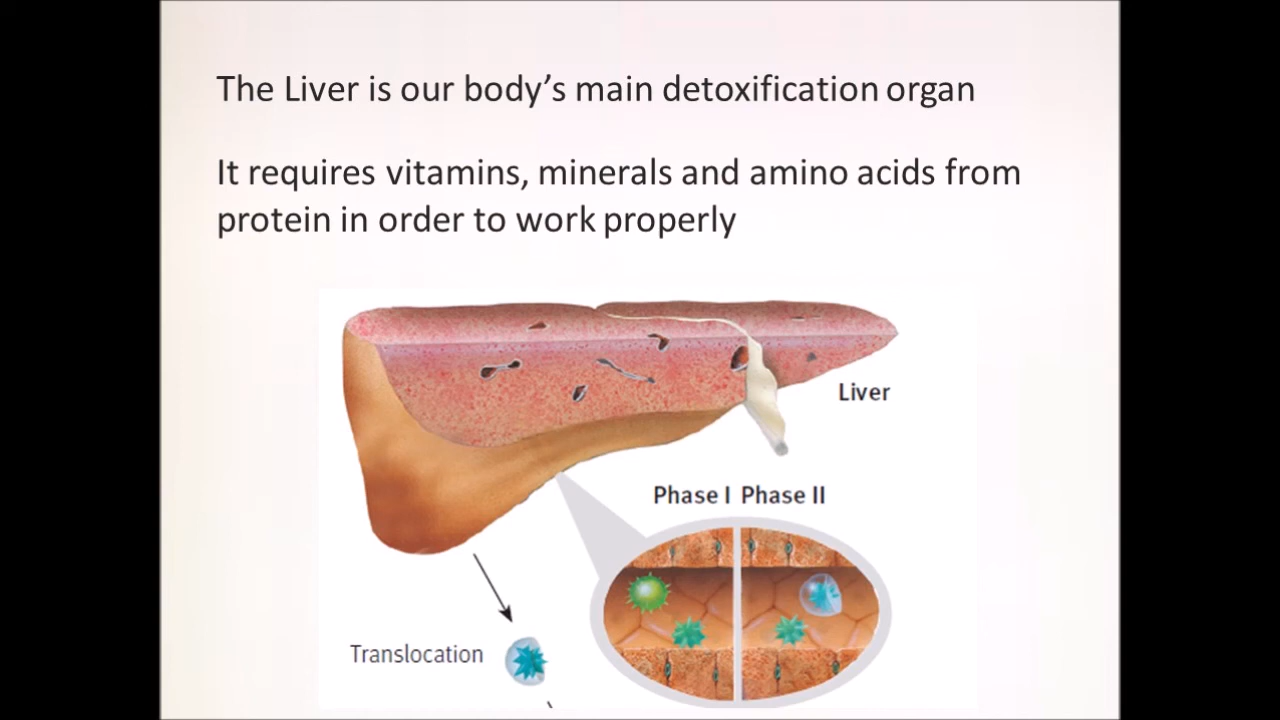 The Liver is our body’s main detoxification organ
It requires vitamins, minerals and amino acids from
protein in order to work properly
Liver
Phase I Phase II
Translocation